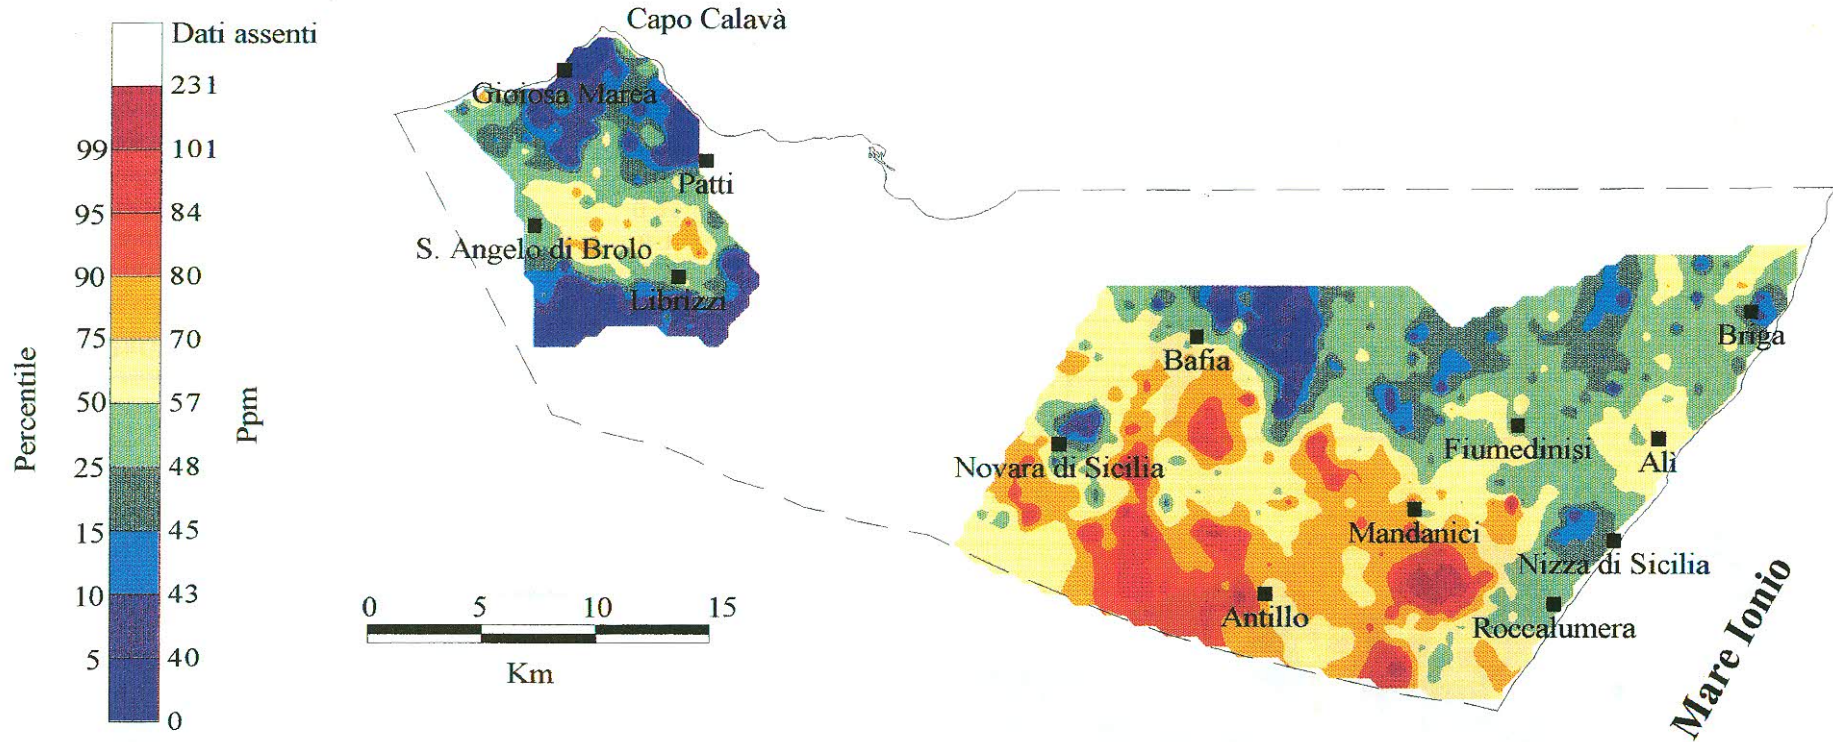 Capo Calavà
Dati assenti
231
Gioiosa Marea
99
101
Patti
95
84
S. Angelo di Brolo
90
80
Librizzi
75
70
Briga
Bafia
Percentile
50
57
Ppm
Fiumedinisi
Alì
25
48
Novara di Sicilia
15
45
Mandanici
Nizza di Sicilia
10
43
0
5
10
15
Antillo
Roccalumera
5
40
Km
Mare Ionio
0